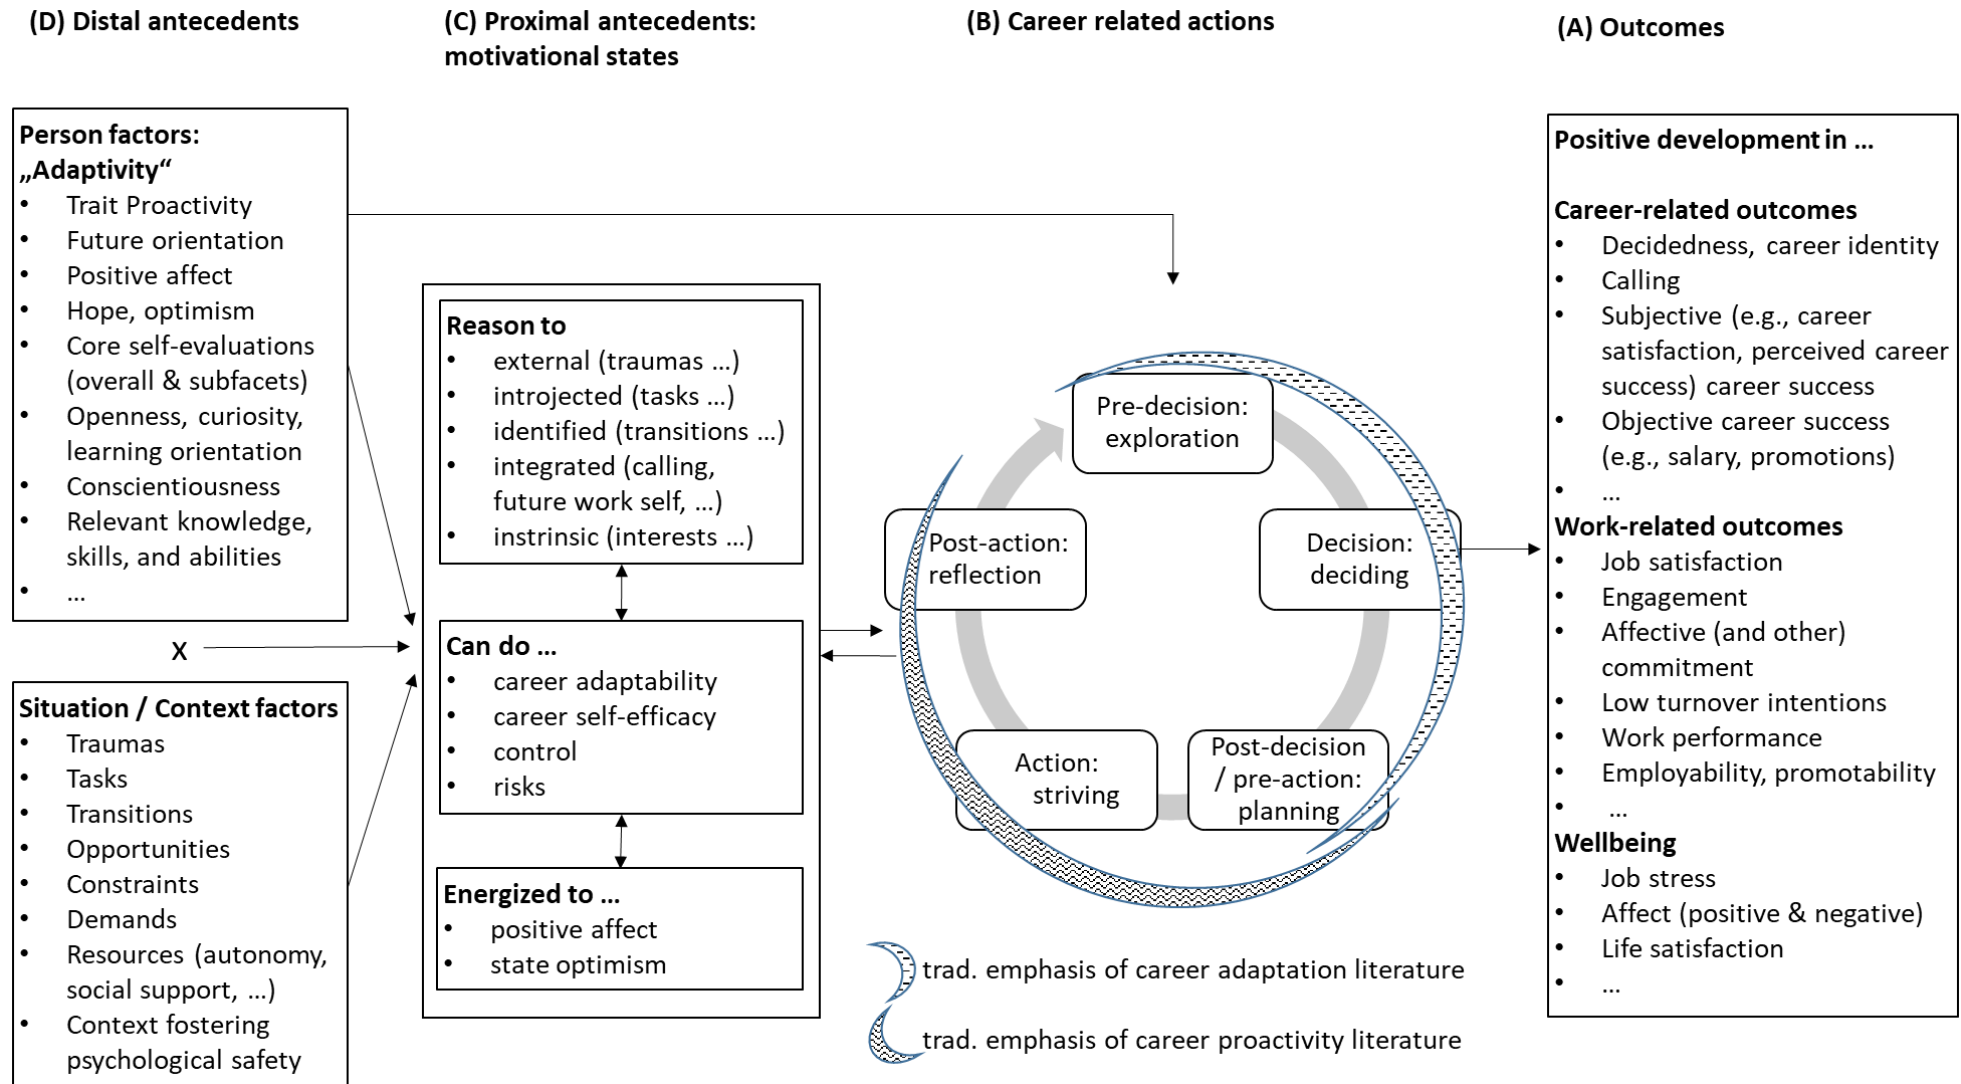 (D) Distal antecedents
(C) Proximal antecedents:
motivational states
(B) Career related actions
(A) Outcomes
Person factors:
„Adaptivity“
• Trait Proactivity
• Future orientation
• Positive affect
• Hope, optimism
• Core self-evaluations
(overall & subfacets)
• Openness, curiosity,
learning orientation
• Conscientiousness
• Relevant knowledge,
skills, and abilities
• ...
X
Situation / Context factors
• Traumas
• Tasks
• Transitions
• Opportunities
• Constraints
• Demands
• Resources (autonomy,
social support, ...)
• Context fostering
psychological safety
Reason to
• external (traumas ...)
• introjected (tasks ...)
• identified (transitions ...)
• integrated (calling,
future work self, ...)
• instrinsic (interests ...)
Can do ...
• career adaptability
• career self-efficacy
• control
• risks
Energized to ...
• positive affect
• state optimism
Pre-decision:
exploration
Decision:
deciding
Post-decision
/ pre-action:
planning
Action:
striving
Post-action:
reflection
trad. emphasis of career adaptation literature
trad. emphasis of career proactivity literature
Positive development in ...
Career-related outcomes
• Decidedness, career identity
• Calling
• Subjective (e.g., career
satisfaction, perceived career
success) career success
• Objective career success
(e.g., salary, promotions)
• ...
Work-related outcomes
• Job satisfaction
• Engagement
• Affective (and other)
commitment
• Low turnover intentions
• Work performance
• Employability, promotability
• ...
Wellbeing
• Job stress
• Affect (positive & negative)
• Life satisfaction
• ...